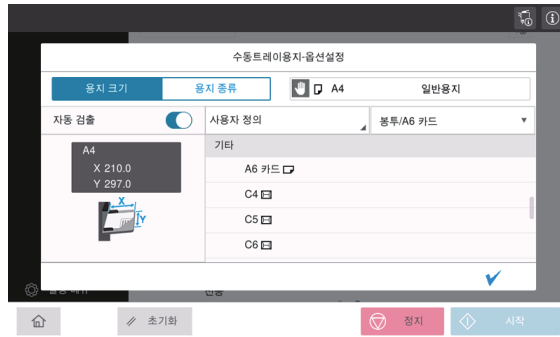 수동트레이용지-옵션설정
용지 크기
용지 종류
A4
일반용지
자동 검출
사용자 정의
봉투/A6 카드
A4
X 210.0
Y 297.0
X
Y
기타
A6 카드
C4
C5
C6
초기화
정지
시작